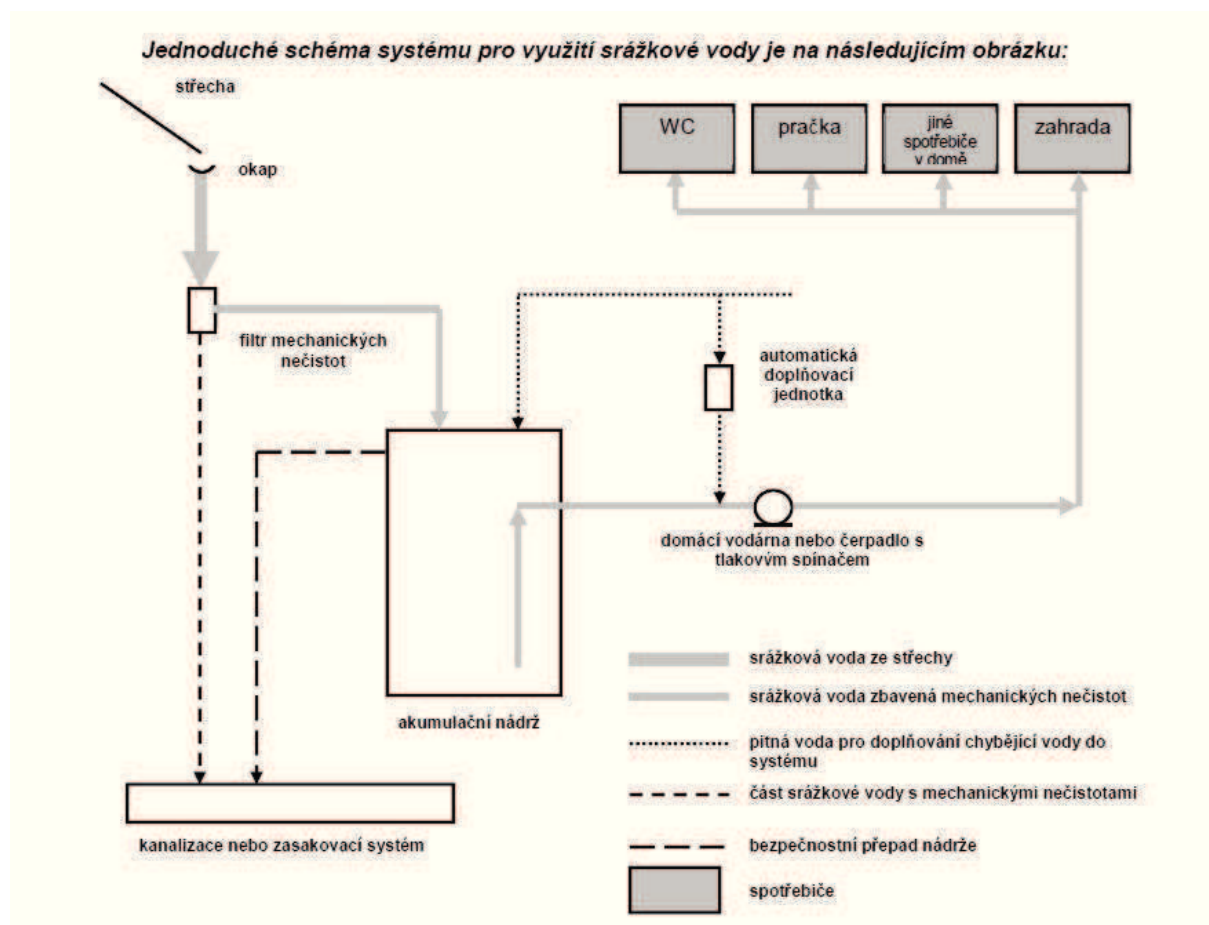 Jednoduché schéma systému pro využití srážkové vody je na následujícím obrázku:
střecha
okap
WC
pračka
jiné
spotřebiče
v domě
zahrada
filtr mechanických
nečistot
automatická
doplňovací
jednotka
domácí vodárna nebo čerpadlo s
tlakovým spínačem
akumulační nádrž
kanalizace nebo zasakovací systém
srážková voda ze střechy
srážková voda zbavená mechanických nečistot
pitná voda pro doplňování chybějící vody do
systému
část srážkové vody s mechanickými nečistotami
bezpečnostní přepad nádrže
spotřebiče